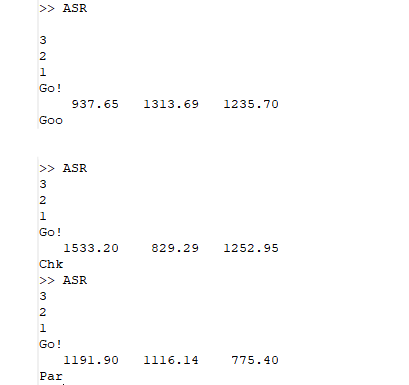 >> ASR
3
2
1
Go!
937.65 1313.69 1235.70
Goo
>> ASR
3
2
1
Go!
1533.20 829.29 1252.95
Chk
>> ASR
3
2
1
Go!
1191.90 1116.14 775.40
Par